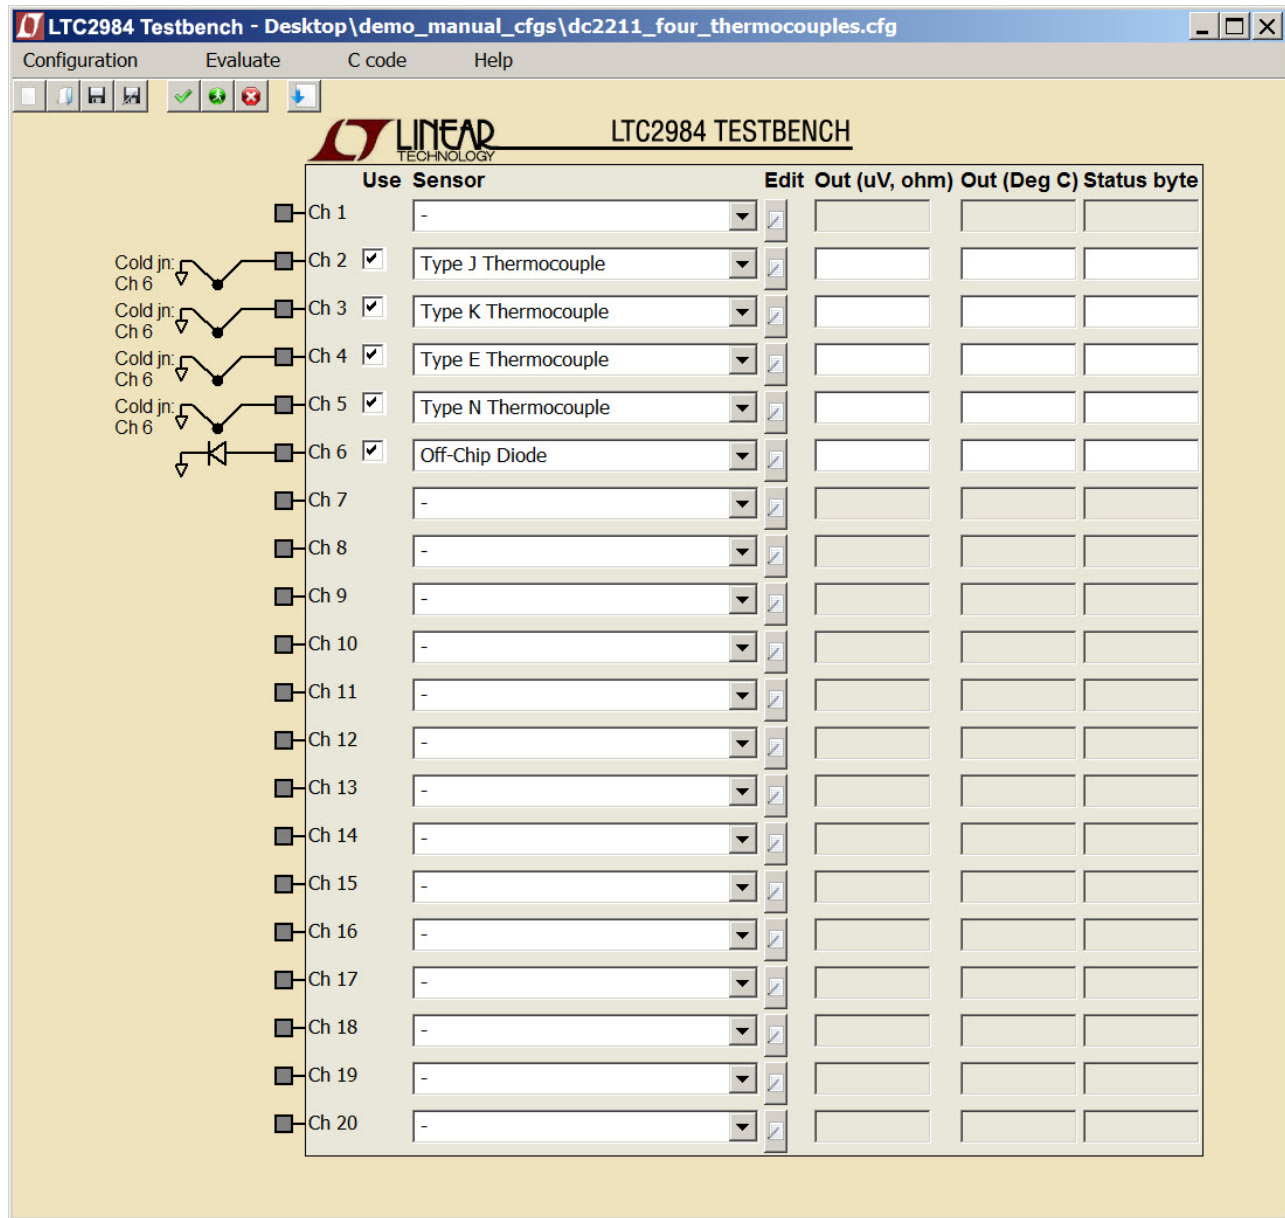 LTC2984 Testbench - Desktop\demo_manual_cfgs\dc2211_four_thermocouples.cfg
Configuration Evaluate C code Help
LINEAR TECHNOLOGY
LTC2984 TESTBENCH
Use Sensor Edit Out (uV, ohm) Out (Deg C) Status byte
Ch 1 -
Cold jn: Ch 6 Ch 2 Type J Thermocouple
Cold jn: Ch 6 Ch 3 Type K Thermocouple
Cold jn: Ch 6 Ch 4 Type E Thermocouple
Cold jn: Ch 6 Ch 5 Type N Thermocouple
Ch 6 Off-Chip Diode
Ch 7 -
Ch 8 -
Ch 9 -
Ch 10 -
Ch 11 -
Ch 12 -
Ch 13 -
Ch 14 -
Ch 15 -
Ch 16 -
Ch 17 -
Ch 18 -
Ch 19 -
Ch 20 -